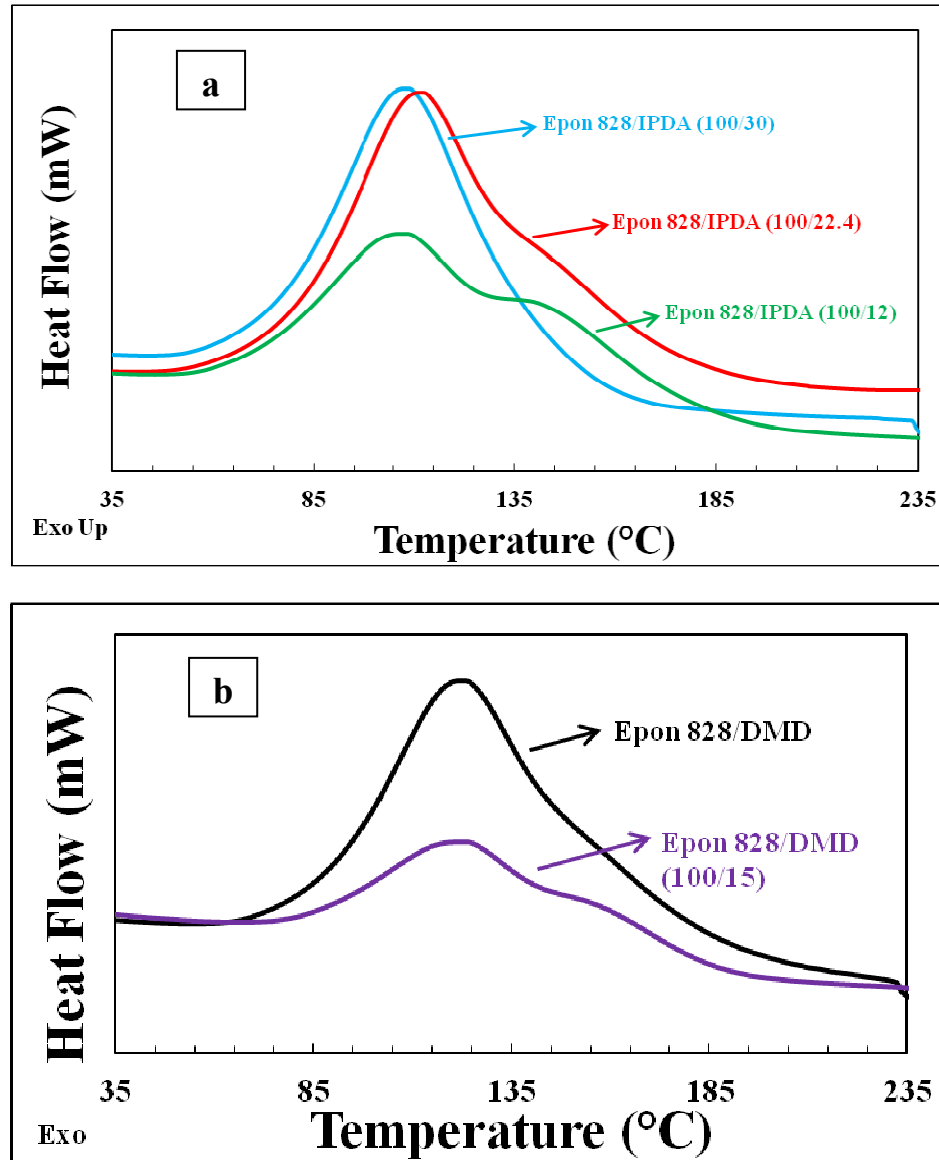 a
Heat Flow (mW)
Epon 828/IPDA (100/30)
Epon 828/IPDA (100/22.4)
Epon 828/IPDA (100/12)
35 85 135 185 235
Exo Up
Temperature (°C)
b
Heat Flow (mW)
Epon 828/DMD
Epon 828/DMD
(100/15)
35 85 135 185 235
Exo
Temperature (°C)